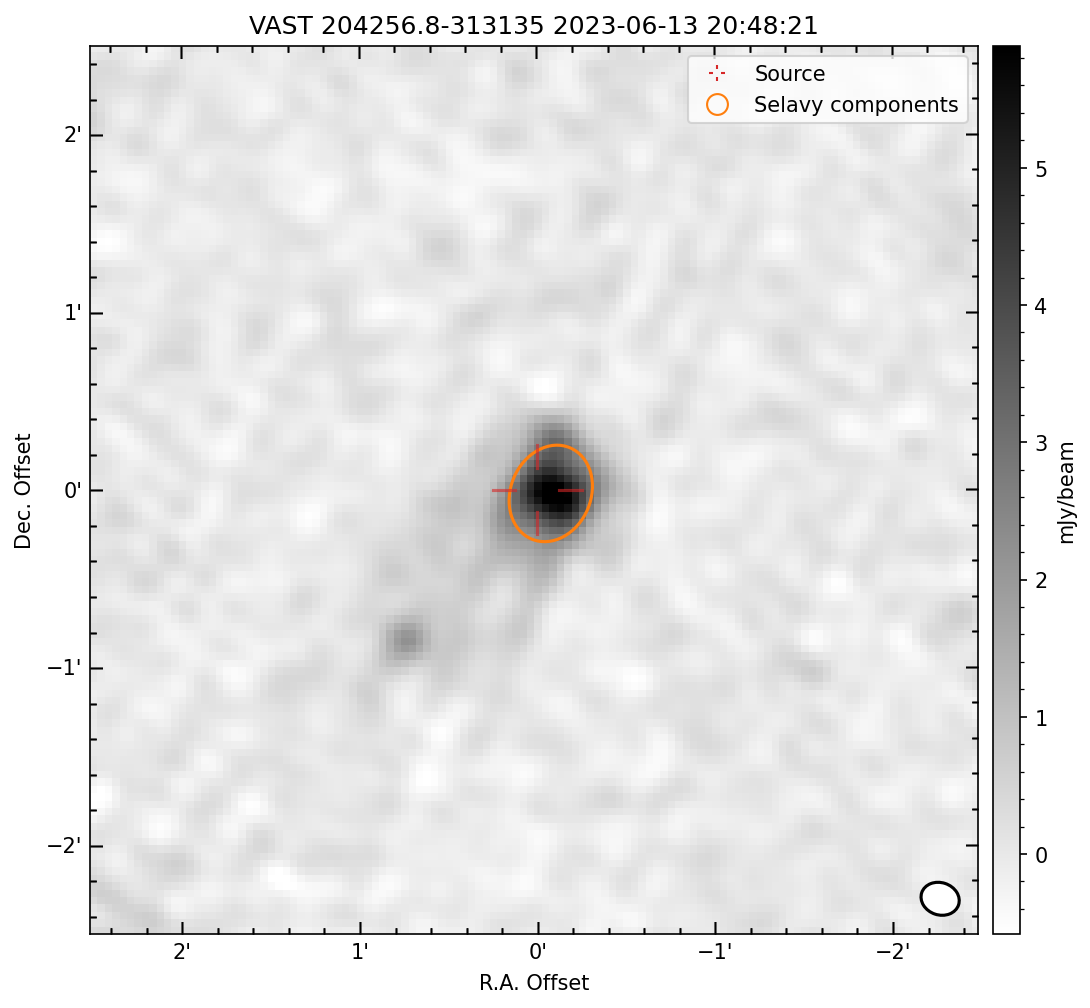 VAST 204256.8-313135 2023-06-13 20:48:21
Source
Selavy components
2'
1'
0'
−1'
−2'
Dec. Offset
2'
1'
0'
−1'
−2'
R.A. Offset
5
4
3
2
1
0
mJy/beam